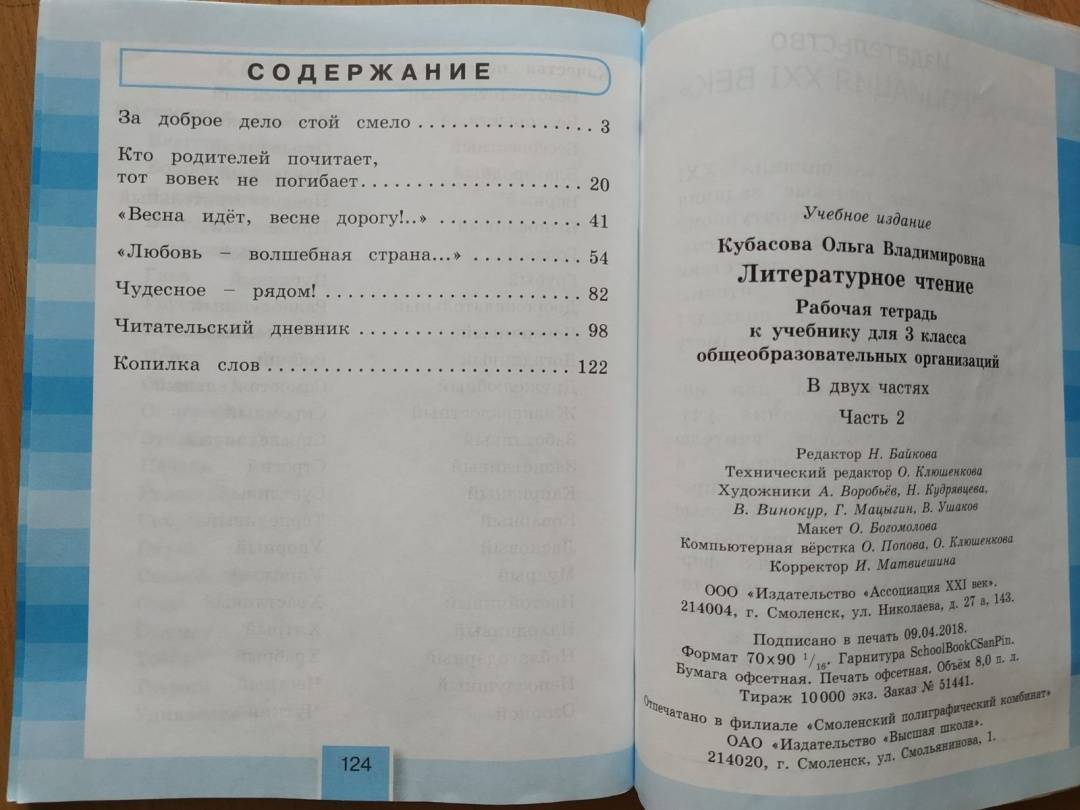 СОДЕРЖАНИЕ
За доброе дело стой смело ........................ 3
Кто родителей почитает,
тот вовек не погибает............................ 20
«Весна идёт, весне дорогу!..» .................. 41
«Любовь – волшебная страна...» .............. 54
Чудесное – рядом! ................................ 82
Читательский дневник ........................... 98
Копилка слов ...................................... 122
124
Учебное издание
Кубасова Ольга Владимировна
Литературное чтение
Рабочая тетрадь
к учебнику для 3 класса
общеобразовательных организаций
В двух частях
Часть 2
Редактор Н. Байкова
Технический редактор О. Клюшенкова
Художники А. Воробьёв, Н. Кудрявцева,
В. Винокур, Г. Мацыгин, В. Ушаков
Макет О. Богомолова
Компьютерная вёрстка О. Попова, О. Клюшенкова
Корректор И. Матвиешина
ООО «Издательство «Ассоциация XXI век».
214004, г. Смоленск, ул. Николаева, д. 27 а, 143.
Подписано в печать 09.04.2018.
Формат 70×90 1/16. Гарнитура SchoolBookCSanPin.
Бумага офсетная. Печать офсетная. Объём 8,0 п. л.
Тираж 10 000 экз. Заказ № 51441.
Отпечатано в филиале «Смоленский полиграфический комбинат»
ОАО «Издательство «Высшая школа».
214020, г. Смоленск, ул. Смольянинова, 1.